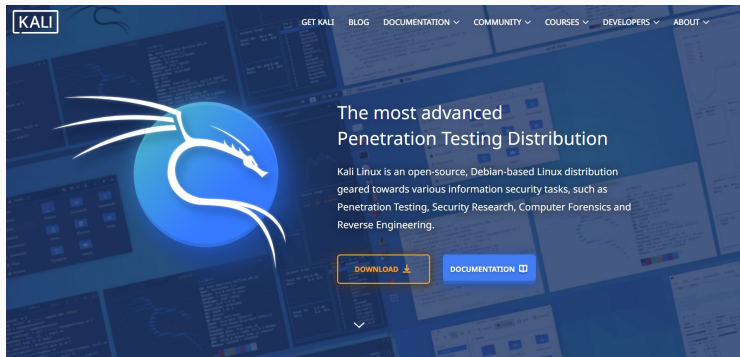 KALI
GET KALI
BLOG
DOCUMENTATION
COMMUNITY
COURSES
DEVELOPERS
ABOUT
The most advanced
Penetration Testing Distribution
Kali Linux is an open-source, Debian-based Linux distribution
geared towards various information security tasks, such as
Penetration Testing, Security Research, Computer Forensics and
Reverse Engineering.
DOWNLOAD
DOCUMENTATION